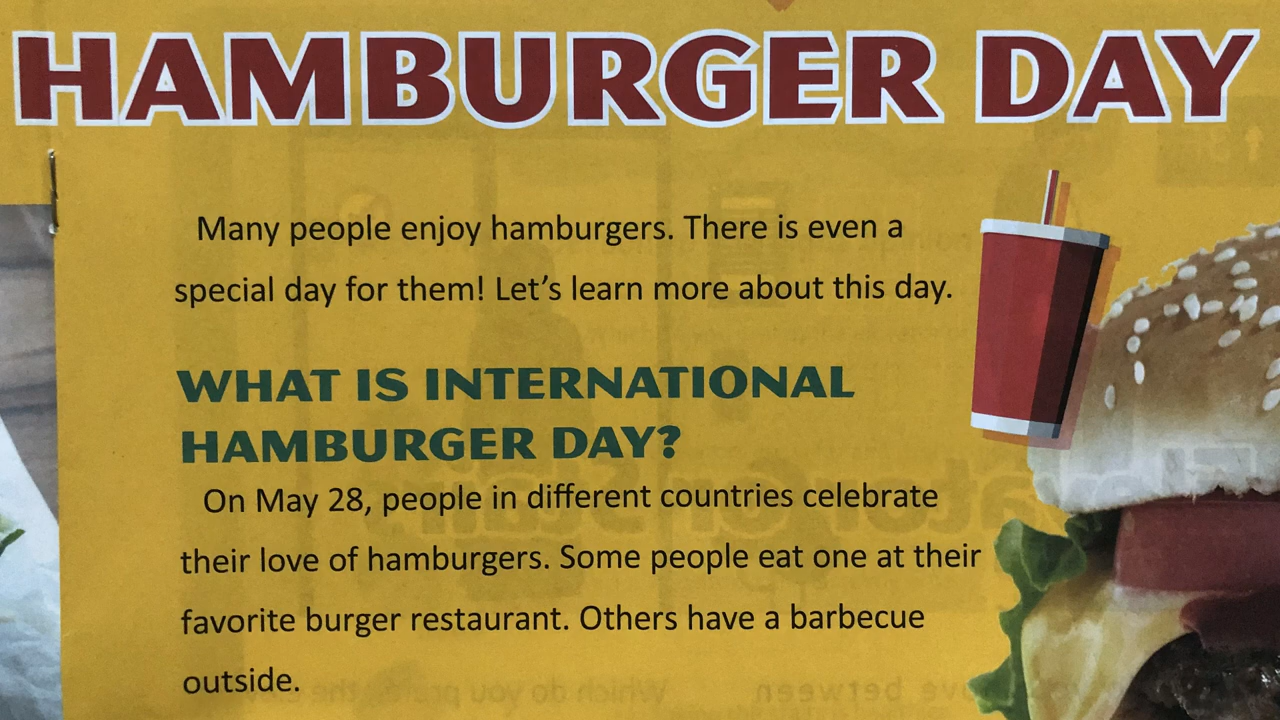 HAMBURGER DAY
Many people enjoy hamburgers. There is even a
special day for them! Let’s learn more about this day.
WHAT IS INTERNATIONAL
HAMBURGER DAY?
On May 28, people in different countries celebrate
their love of hamburgers. Some people eat one at their
favorite burger restaurant. Others have a barbecue
outside.